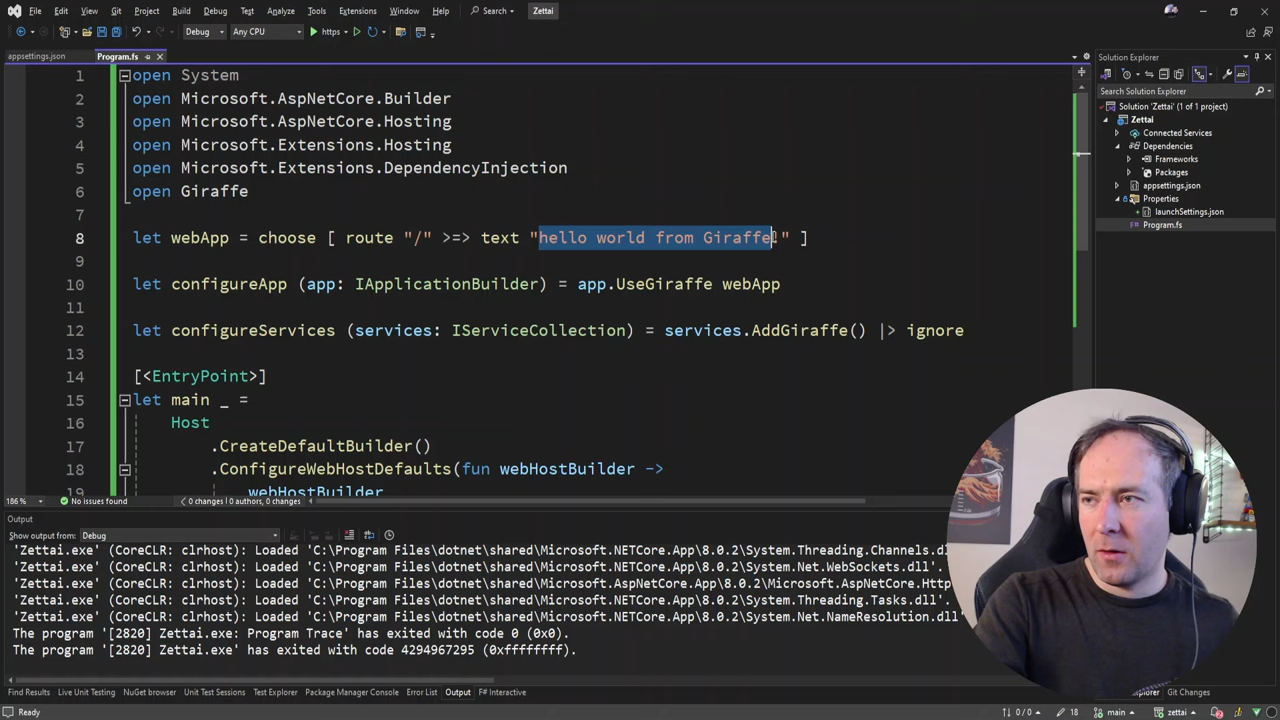 File Edit View Git Project Build Debug Test Analyze Tools Extensions Window Help Search Zettai
Debug Any CPU https
appsettings.json Program.fs
Solution Explorer
Search Solution Explorer
Solution 'Zettai' (1 of 1 project)
Zettai
Connected Services
Dependencies
Frameworks
Packages
appsettings.json
Properties
launchSettings.json
Program.fs
1 open System
2 open Microsoft.AspNetCore.Builder
3 open Microsoft.AspNetCore.Hosting
4 open Microsoft.Extensions.Hosting
5 open Microsoft.Extensions.DependencyInjection
6 open Giraffe
7
8 let webApp = choose [ route "/" >=> text "hello world from Giraffe!" ]
9
10 let configureApp (app: IApplicationBuilder) = app.UseGiraffe webApp
11
12 let configureServices (services: IServiceCollection) = services.AddGiraffe() |> ignore
13
14 [<EntryPoint>]
15 let main _ =
16 Host
17 .CreateDefaultBuilder()
18 .ConfigureWebHostDefaults(fun webHostBuilder ->
19 webHostBuilder
186 % No issues found 0 changes | 0 authors, 0 changes
Output
Show output from: Debug
'Zettai.exe' (CoreCLR: clrhost): Loaded 'C:\Program Files\dotnet\shared\Microsoft.NETCore.App\8.0.2\System.Threading.Channels.dl
'Zettai.exe' (CoreCLR: clrhost): Loaded 'C:\Program Files\dotnet\shared\Microsoft.NETCore.App\8.0.2\System.Net.WebSockets.dll'.
'Zettai.exe' (CoreCLR: clrhost): Loaded 'C:\Program Files\dotnet\shared\Microsoft.AspNetCore.App\8.0.2\Microsoft.AspNetCore.Http
'Zettai.exe' (CoreCLR: clrhost): Loaded 'C:\Program Files\dotnet\shared\Microsoft.NETCore.App\8.0.2\System.Threading.Tasks.dll'.
'Zettai.exe' (CoreCLR: clrhost): Loaded 'C:\Program Files\dotnet\shared\Microsoft.NETCore.App\8.0.2\System.Net.NameResolution.dll'
The program '[2820] Zettai.exe: Program Trace' has exited with code 0 (0x0).
The program '[2820] Zettai.exe' has exited with code 4294967295 (0xffffffff).
Find Results Live Unit Testing NuGet browser Unit Test Sessions Test Explorer Package Manager Console Error List Output F# Interactive Git Changes
Ready 0 / 0 18 main zettai